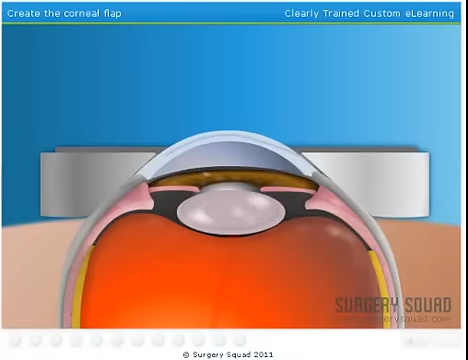 Create the corneal flap
Clearly Trained Custom eLearning
SURGERY SQUAD
© Surgery Squad 2011